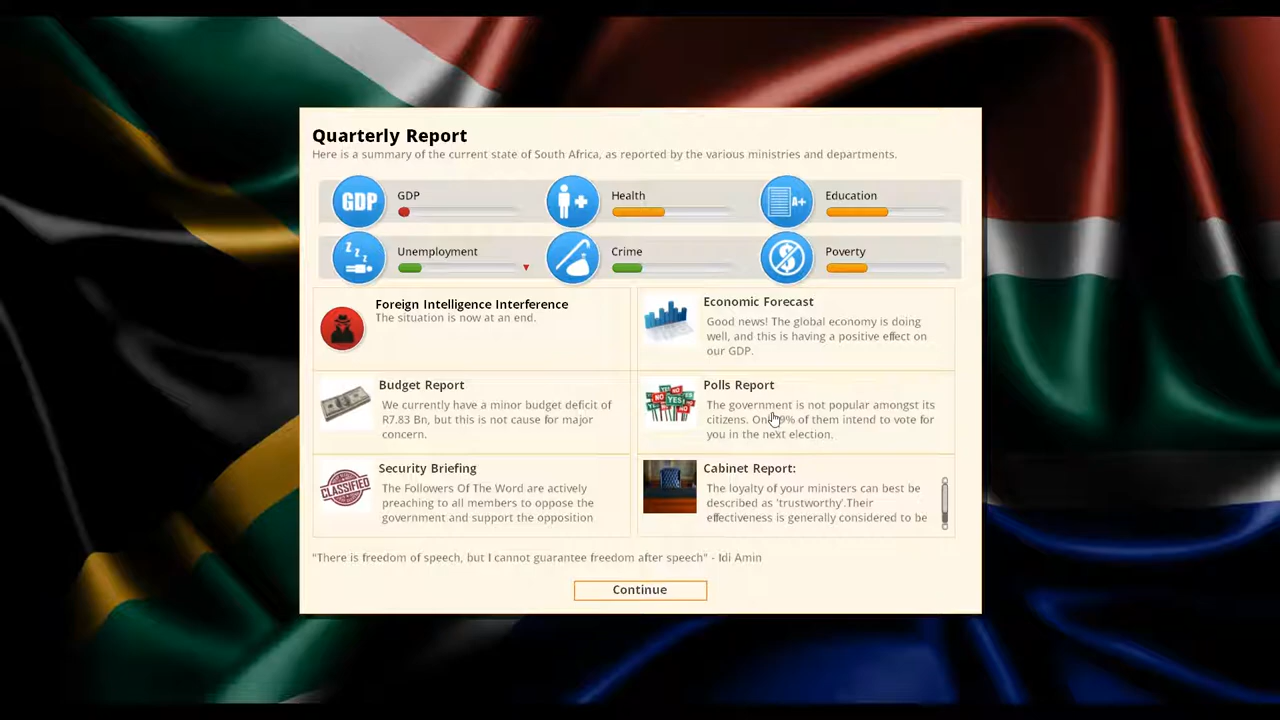 Quarterly Report
Here is a summary of the current state of South Africa, as reported by the various ministries and departments.
GDP
GDP
Health
A+
Education
Z Z Z
Unemployment
Crime
$
Poverty
Foreign Intelligence Interference
The situation is now at an end.
Economic Forecast
Good news! The global economy is doing
well, and this is having a positive effect on
our GDP.
Budget Report
We currently have a minor budget deficit of
R7.83 Bn, but this is not cause for major
concern.
YES NO YES NO
Polls Report
The government is not popular amongst its
citizens. 9% of them intend to vote for
you in the next election.
CLASSIFIED
Security Briefing
The Followers Of The Word are actively
preaching to all members to oppose the
government and support the opposition
Cabinet Report:
The loyalty of your ministers can best be
described as 'trustworthy'.Their
effectiveness is generally considered to be
"There is freedom of speech, but I cannot guarantee freedom after speech" - Idi Amin
Continue